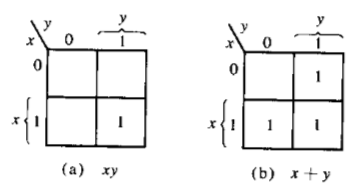 y
x 0 1
0
x 1 1
(a) xy
y
x y 0 1
0 1
x 1 1 1
(b) x + y